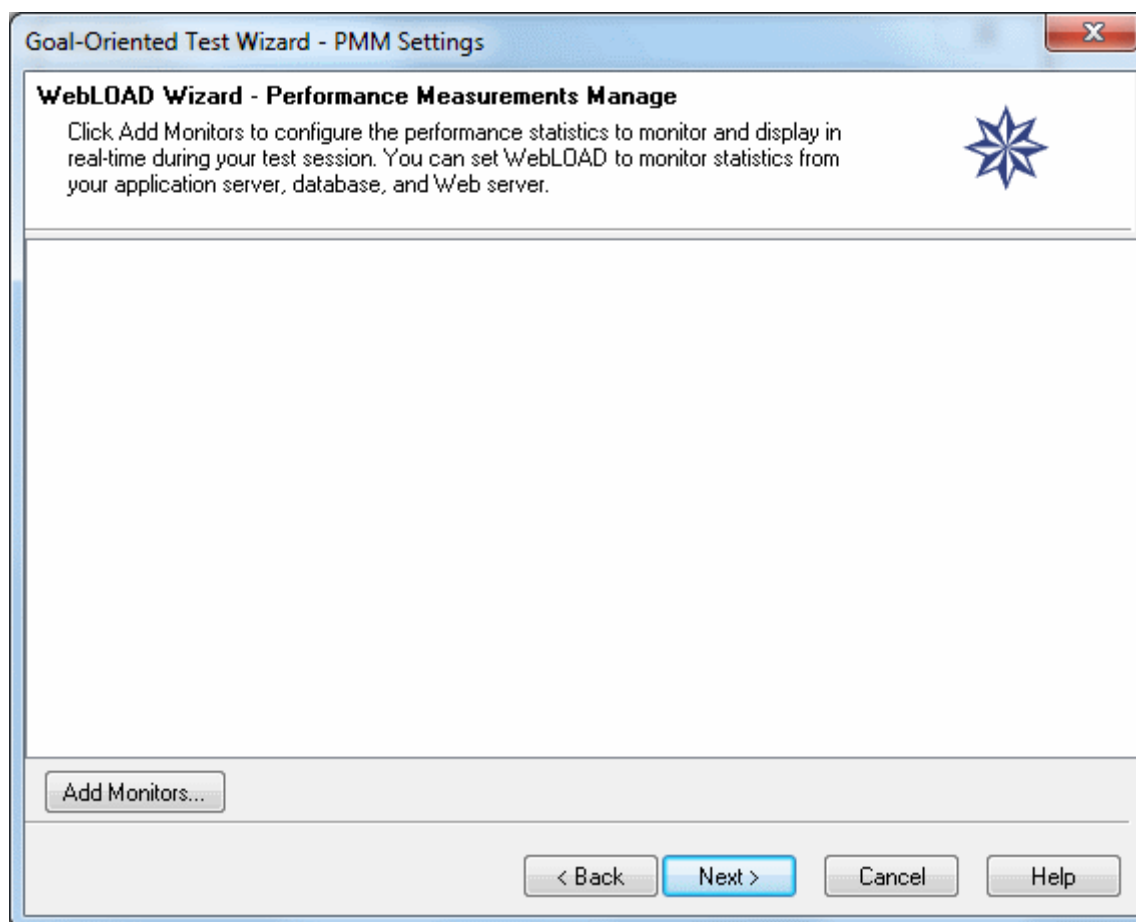 Goal-Oriented Test Wizard - PMM Settings
WebLOAD Wizard - Performance Measurements Manage
Click Add Monitors to configure the performance statistics to monitor and display in
real-time during your test session. You can set WebLOAD to monitor statistics from
your application server, database, and Web server.
Add Monitors...
< Back
Next >
Cancel
Help